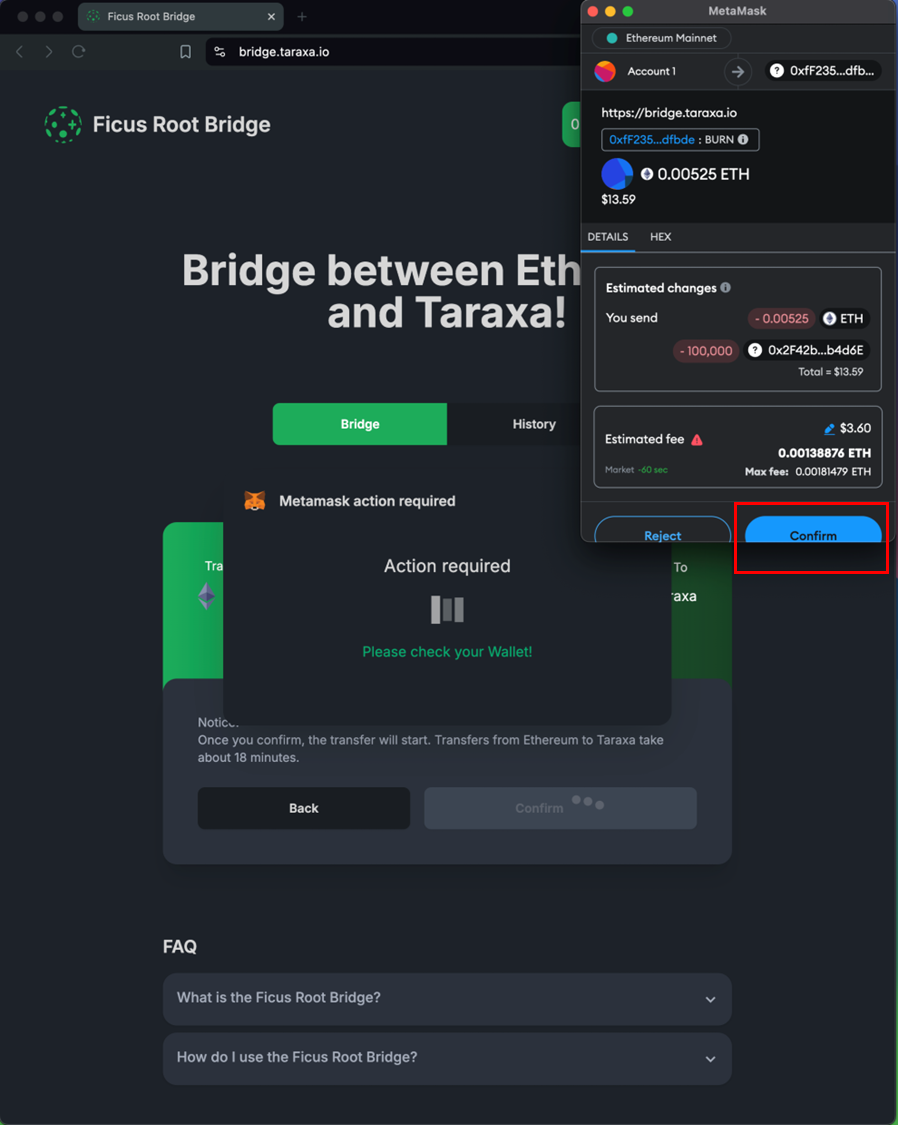 Ficus Root Bridge
bridge.taraxa.io
Ficus Root Bridge
0
Bridge between Eth
and Taraxa!
Bridge
History
Metamask action required
Action required
Please check your Wallet!
Tra
To
raxa
Notice:
Once you confirm, the transfer will start. Transfers from Ethereum to Taraxa take
about 18 minutes.
Back
Confirm
FAQ
What is the Ficus Root Bridge?
How do I use the Ficus Root Bridge?
MetaMask
Ethereum Mainnet
Account 1
? 0xfF235...dfb...
https://bridge.taraxa.io
0xfF235...dfbde : BURN
0.00525 ETH
$13.59
DETAILS
HEX
Estimated changes
You send
- 0.00525 ETH
- 100,000 ? 0x2F42b...b4d6E
Total = $13.59
$3.60
Estimated fee
0.00138876 ETH
Market ~60 sec
Max fee: 0.00181479 ETH
Reject
Confirm